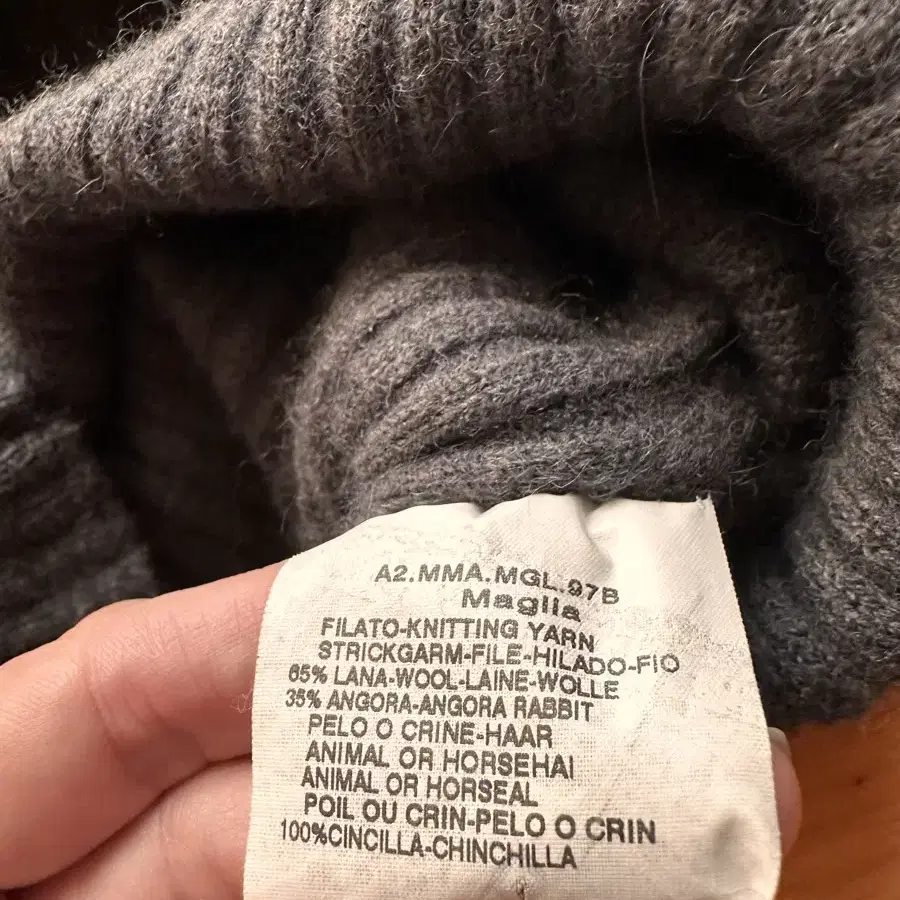 A2.MMA.MGL.97B
Maglia
FILATO-KNITTING YARN
STRICKGARM-FILE-HILADO-FIO
65% LANA-WOOL-LAINE-WOLLE
35% ANGORA-ANGORA RABBIT
PELO O CRINE-HAAR
ANIMAL OR HORSEHAI
ANIMAL OR HORSEAL
POIL OU CRIN-PELO O CRIN
100%CINCILLA-CHINCHILLA